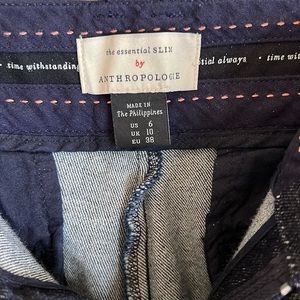 · time withstanding
the essential SLIM
by
ANTHROPOLOGIE
always · time with
MADE IN
The Philippines
US 6
UK 10
EU 38